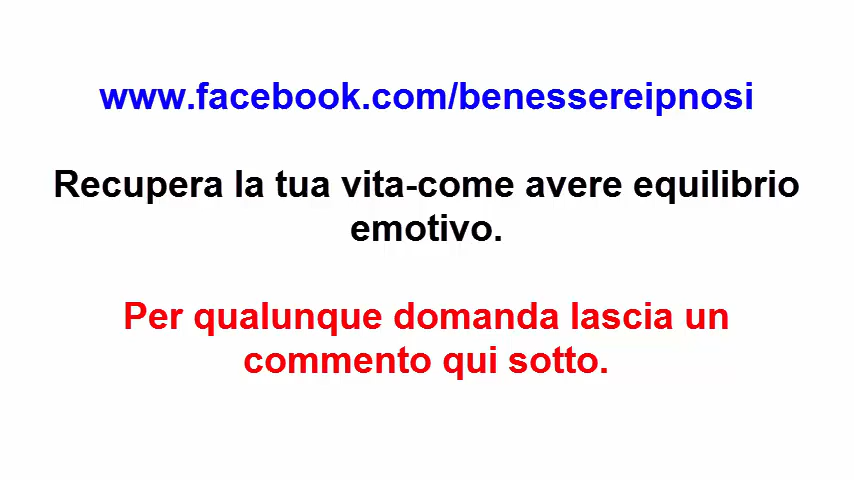 www.facebook.com/benessereipnosi
Recupera la tua vita-come avere equilibrio
emotivo.
Per qualunque domanda lascia un
commento qui sotto.